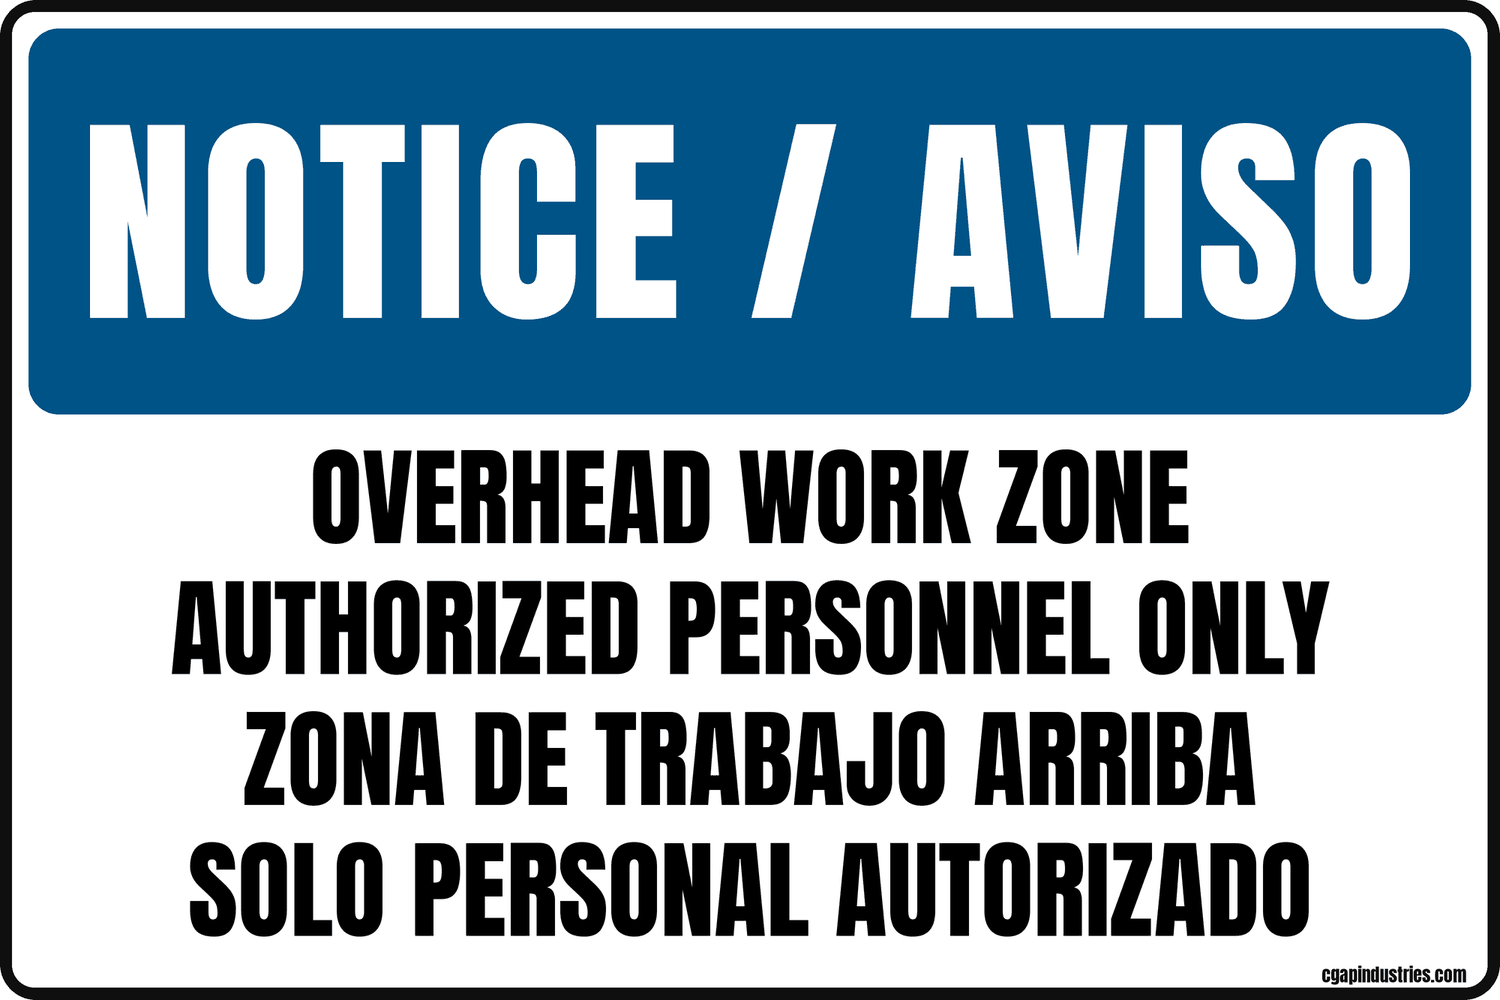 NOTICE / AVISO
OVERHEAD WORK ZONE
AUTHORIZED PERSONNEL ONLY
ZONA DE TRABAJO ARRIBA
SOLO PERSONAL AUTORIZADO
cgapindustries.com